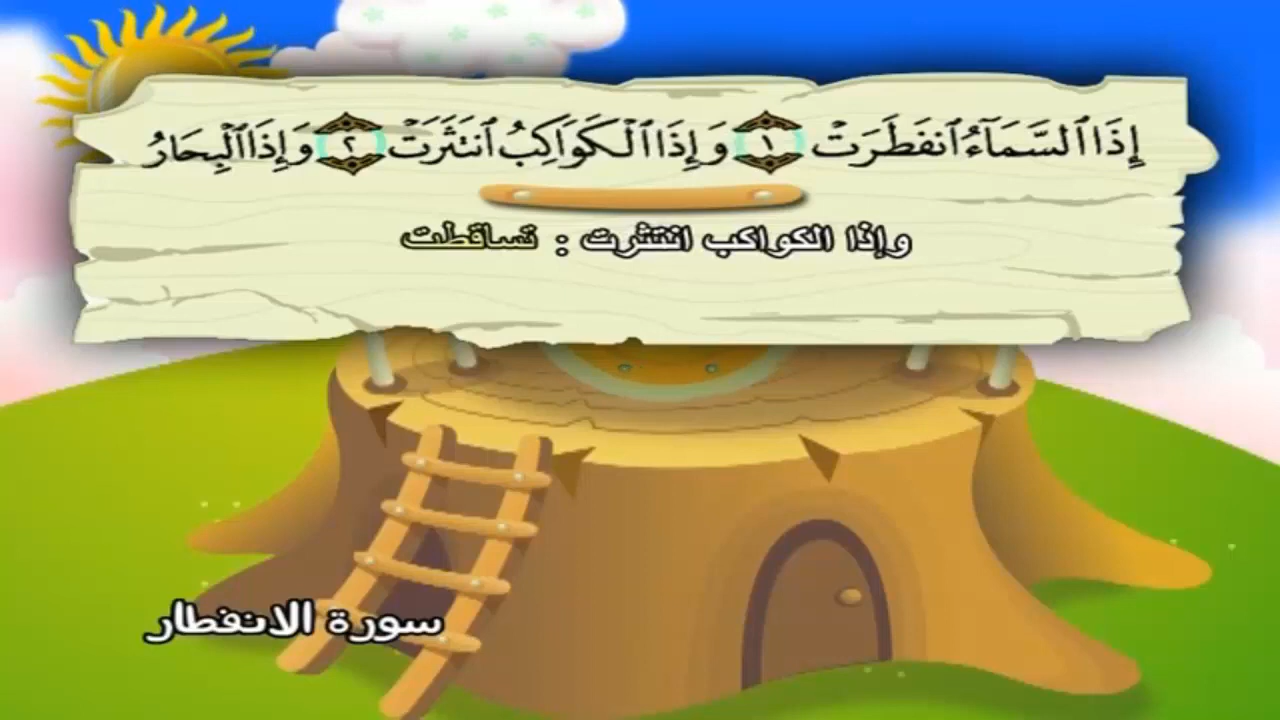 إِذَا ٱلسَّمَآءُ ٱنفَطَرَتْ ١ وَإِذَا ٱلْكَوَاكِبُ ٱنتَثَرَتْ ٢ وَإِذَا ٱلْبِحَارُ
وإذا الكواكب انتثرت : تساقطت
سورة الانفطار